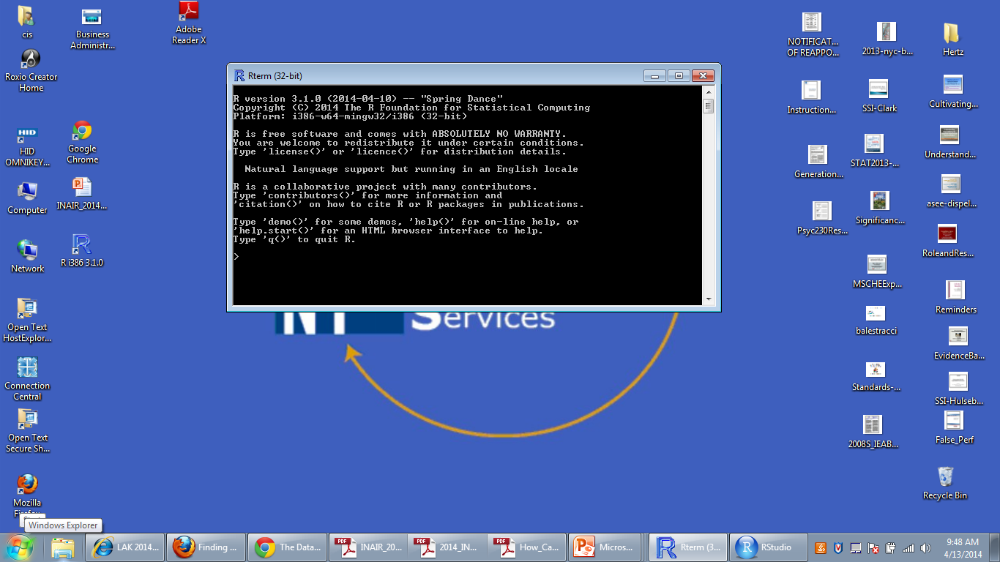 cis
Business
Administr...
Adobe
Reader X
Roxio Creator
Home
HID
HID
OMNIKEY...
Google
Chrome
Computer
INAIR_2014...
Network
R i386 3.1.0
Open Text
HostExplor...
Connection
Central
Open Text
Secure Sh...
Mozilla
Windows Explorer
Rterm (32-bit)
R version 3.1.0 (2014-04-10) -- "Spring Dance"
Copyright (C) 2014 The R Foundation for Statistical Computing
Platform: i386-w64-mingw32/i386 (32-bit)
R is free software and comes with ABSOLUTELY NO WARRANTY.
You are welcome to redistribute it under certain conditions.
Type 'license()' or 'licence()' for distribution details.
Natural language support but running in an English locale
R is a collaborative project with many contributors.
Type 'contributors()' for more information and
'citation()' on how to cite R or R packages in publications.
Type 'demo()' for some demos, 'help()' for on-line help, or
'help.start()' for an HTML browser interface to help.
Type 'q()' to quit R.
>
Services
NOTIFICAT...
OF REAPPO...
2013-nyc-b...
Hertz
Instruction...
SSI-Clark
Cultivating...
Generation...
STAT2013-...
Understand...
Psyc230Res...
Significanc...
asee-dispel...
RoleandRes...
MSCHEExp...
Reminders
balestracci
EvidenceBa...
Standards-...
SSI-Hulseb...
2008S_IEAB...
False_Perf
Recycle Bin
LAK 2014...
Finding ...
The Data...
INAIR_20...
2014_IN...
How_Ca...
Micros...
Rterm (3...
RStudio
9:48 AM
4/13/2014